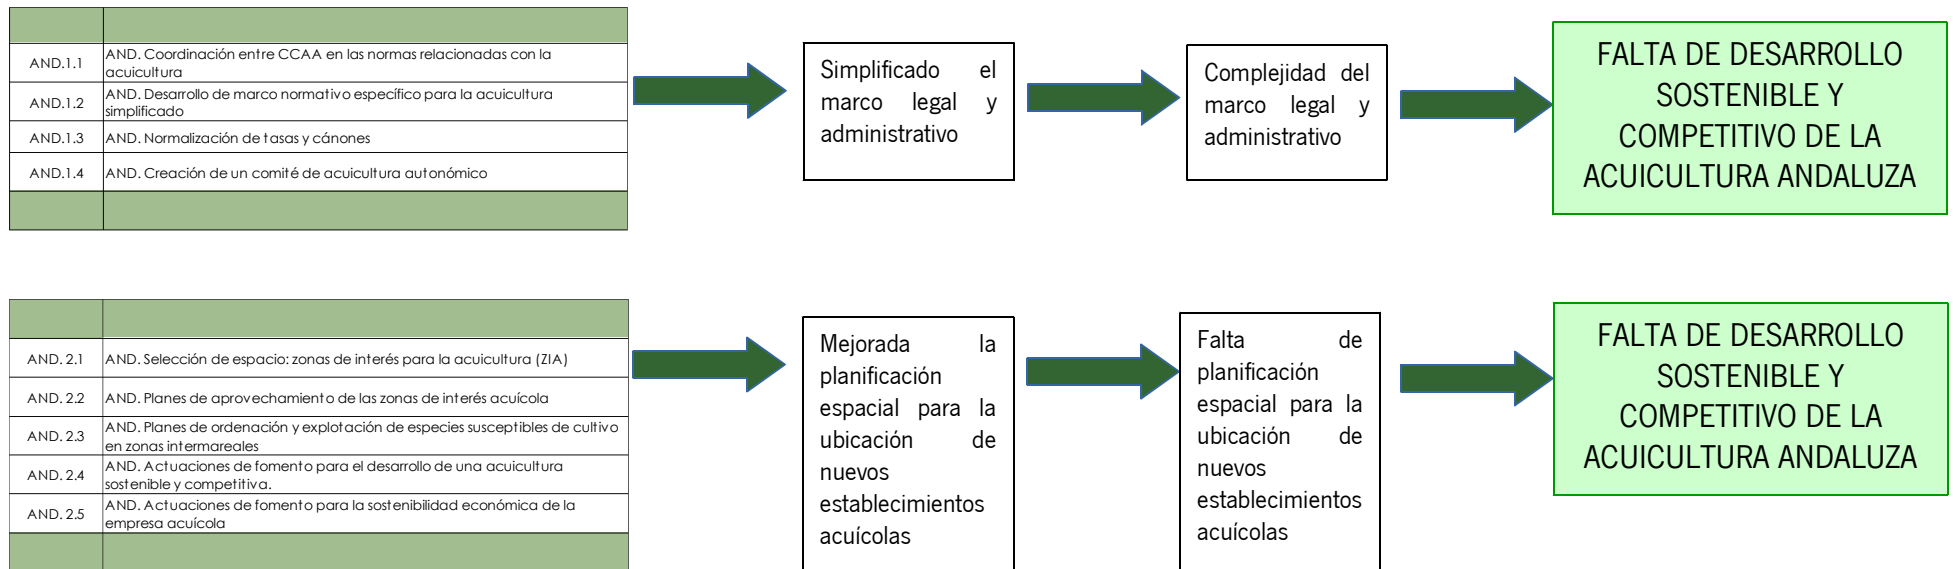 AND.1.1 AND. Coordinación entre CCAA en las normas relacionadas con la
acuicultura
AND.1.2 AND. Desarrollo de marco normativo específico para la acuicultura
simplificado
AND.1.3 AND. Normalización de tasas y cánones
AND.1.4 AND. Creación de un comité de acuicultura autonómico
Simplificado el
marco legal y
administrativo
Complejidad del
marco legal y
administrativo
FALTA DE DESARROLLO
SOSTENIBLE Y
COMPETITIVO DE LA
ACUICULTURA ANDALUZA
AND. 2.1 AND. Selección de espacio: zonas de interés para la acuicultura (ZIA)
AND. 2.2 AND. Planes de aprovechamiento de las zonas de interés acuícola
AND. 2.3 AND. Planes de ordenación y explotación de especies susceptibles de cultivo
en zonas intermareales
AND. 2.4 AND. Actuaciones de fomento para el desarrollo de una acuicultura
sostenible y competitiva.
AND. 2.5 AND. Actuaciones de fomento para la sostenibilidad económica de la
empresa acuícola
Mejorada la
planificación
espacial para la
ubicación de
nuevos
establecimientos
acuícolas
Falta de
planificación
espacial para la
ubicación de
nuevos
establecimientos
acuícolas
FALTA DE DESARROLLO
SOSTENIBLE Y
COMPETITIVO DE LA
ACUICULTURA ANDALUZA